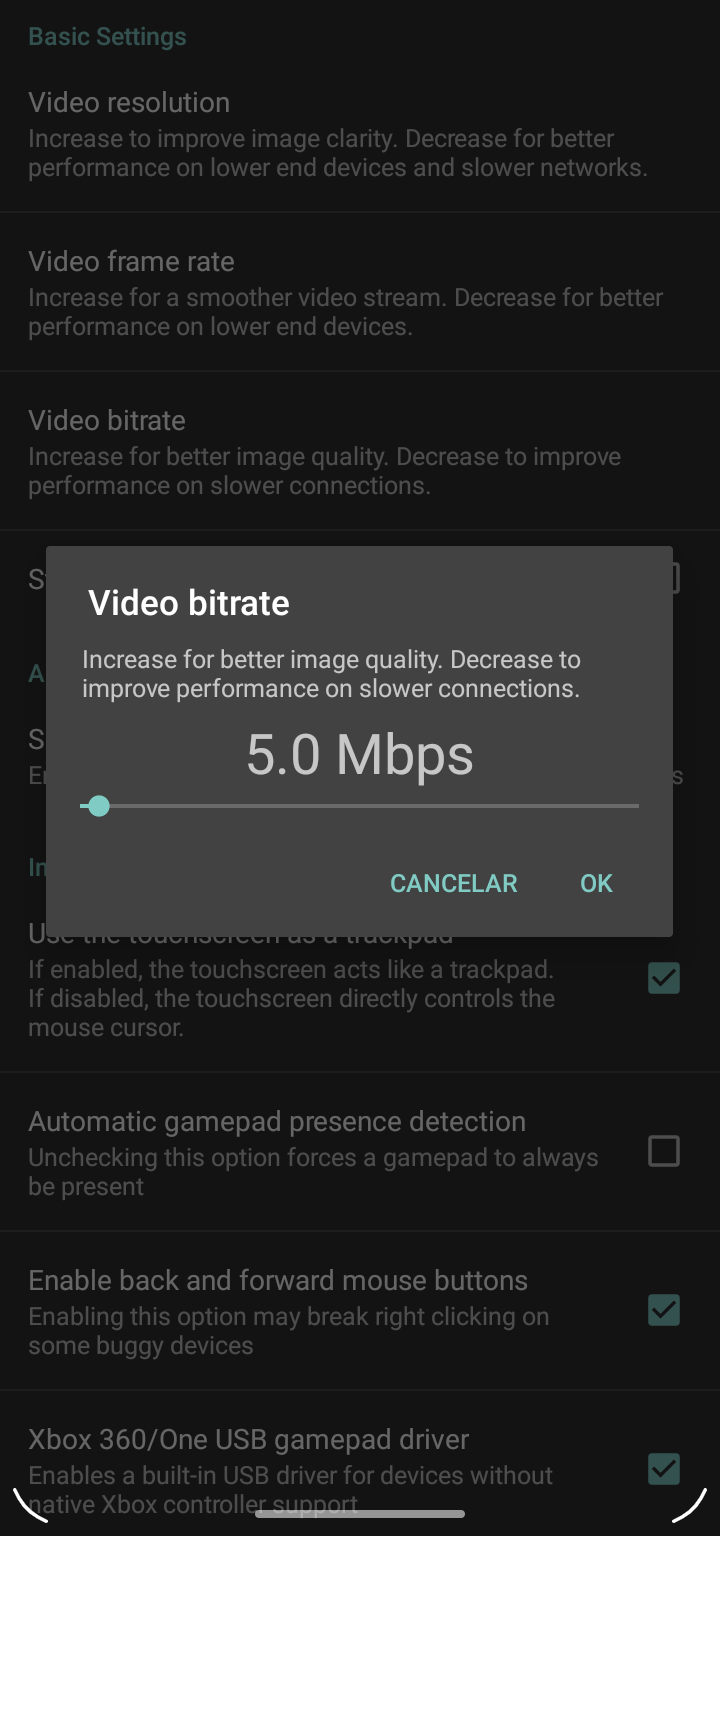 Basic Settings
Video resolution
Increase to improve image clarity. Decrease for better
performance on lower end devices and slower networks.
Video frame rate
Increase for a smoother video stream. Decrease for better
performance on lower end devices.
Video bitrate
Increase for better image quality. Decrease to improve
performance on slower connections.
Video bitrate
Increase for better image quality. Decrease to
improve performance on slower connections.
5.0 Mbps
CANCELAR OK
Use the touchscreen as a trackpad
If enabled, the touchscreen acts like a trackpad.
If disabled, the touchscreen directly controls the
mouse cursor.
Automatic gamepad presence detection
Unchecking this option forces a gamepad to always
be present
Enable back and forward mouse buttons
Enabling this option may break right clicking on
some buggy devices
Xbox 360/One USB gamepad driver
Enables a built-in USB driver for devices without
native Xbox controller support